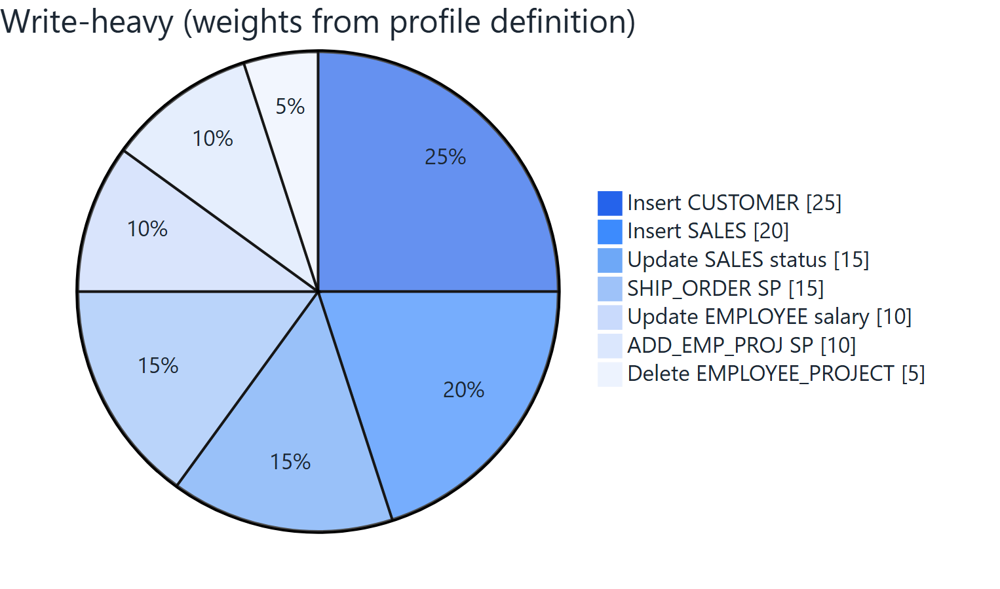 Write-heavy (weights from profile definition)
5%
10%
25%
10%
15%
20%
15%
Insert CUSTOMER [25]
Insert SALES [20]
Update SALES status [15]
SHIP_ORDER SP [15]
Update EMPLOYEE salary [10]
ADD_EMP_PROJ SP [10]
Delete EMPLOYEE_PROJECT [5]